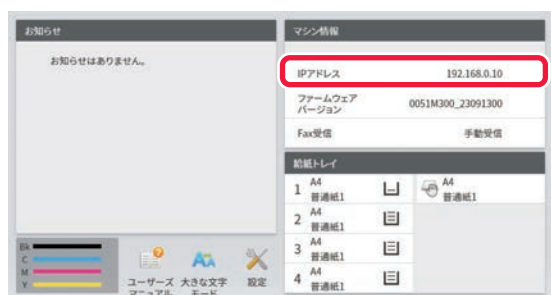 お知らせ
お知らせはありません。
マシン情報
IPアドレス 192.168.0.10
ファームウェア
バージョン 0051M300_23091300
Fax受信 手動受信
給紙トレイ
1 A4
普通紙1
A4
普通紙1
2 A4
普通紙1
3 A4
普通紙1
4 A4
普通紙1
Bk
C
M
Y
ユーザーズ
マニュアル
大きな文字
モード
設定